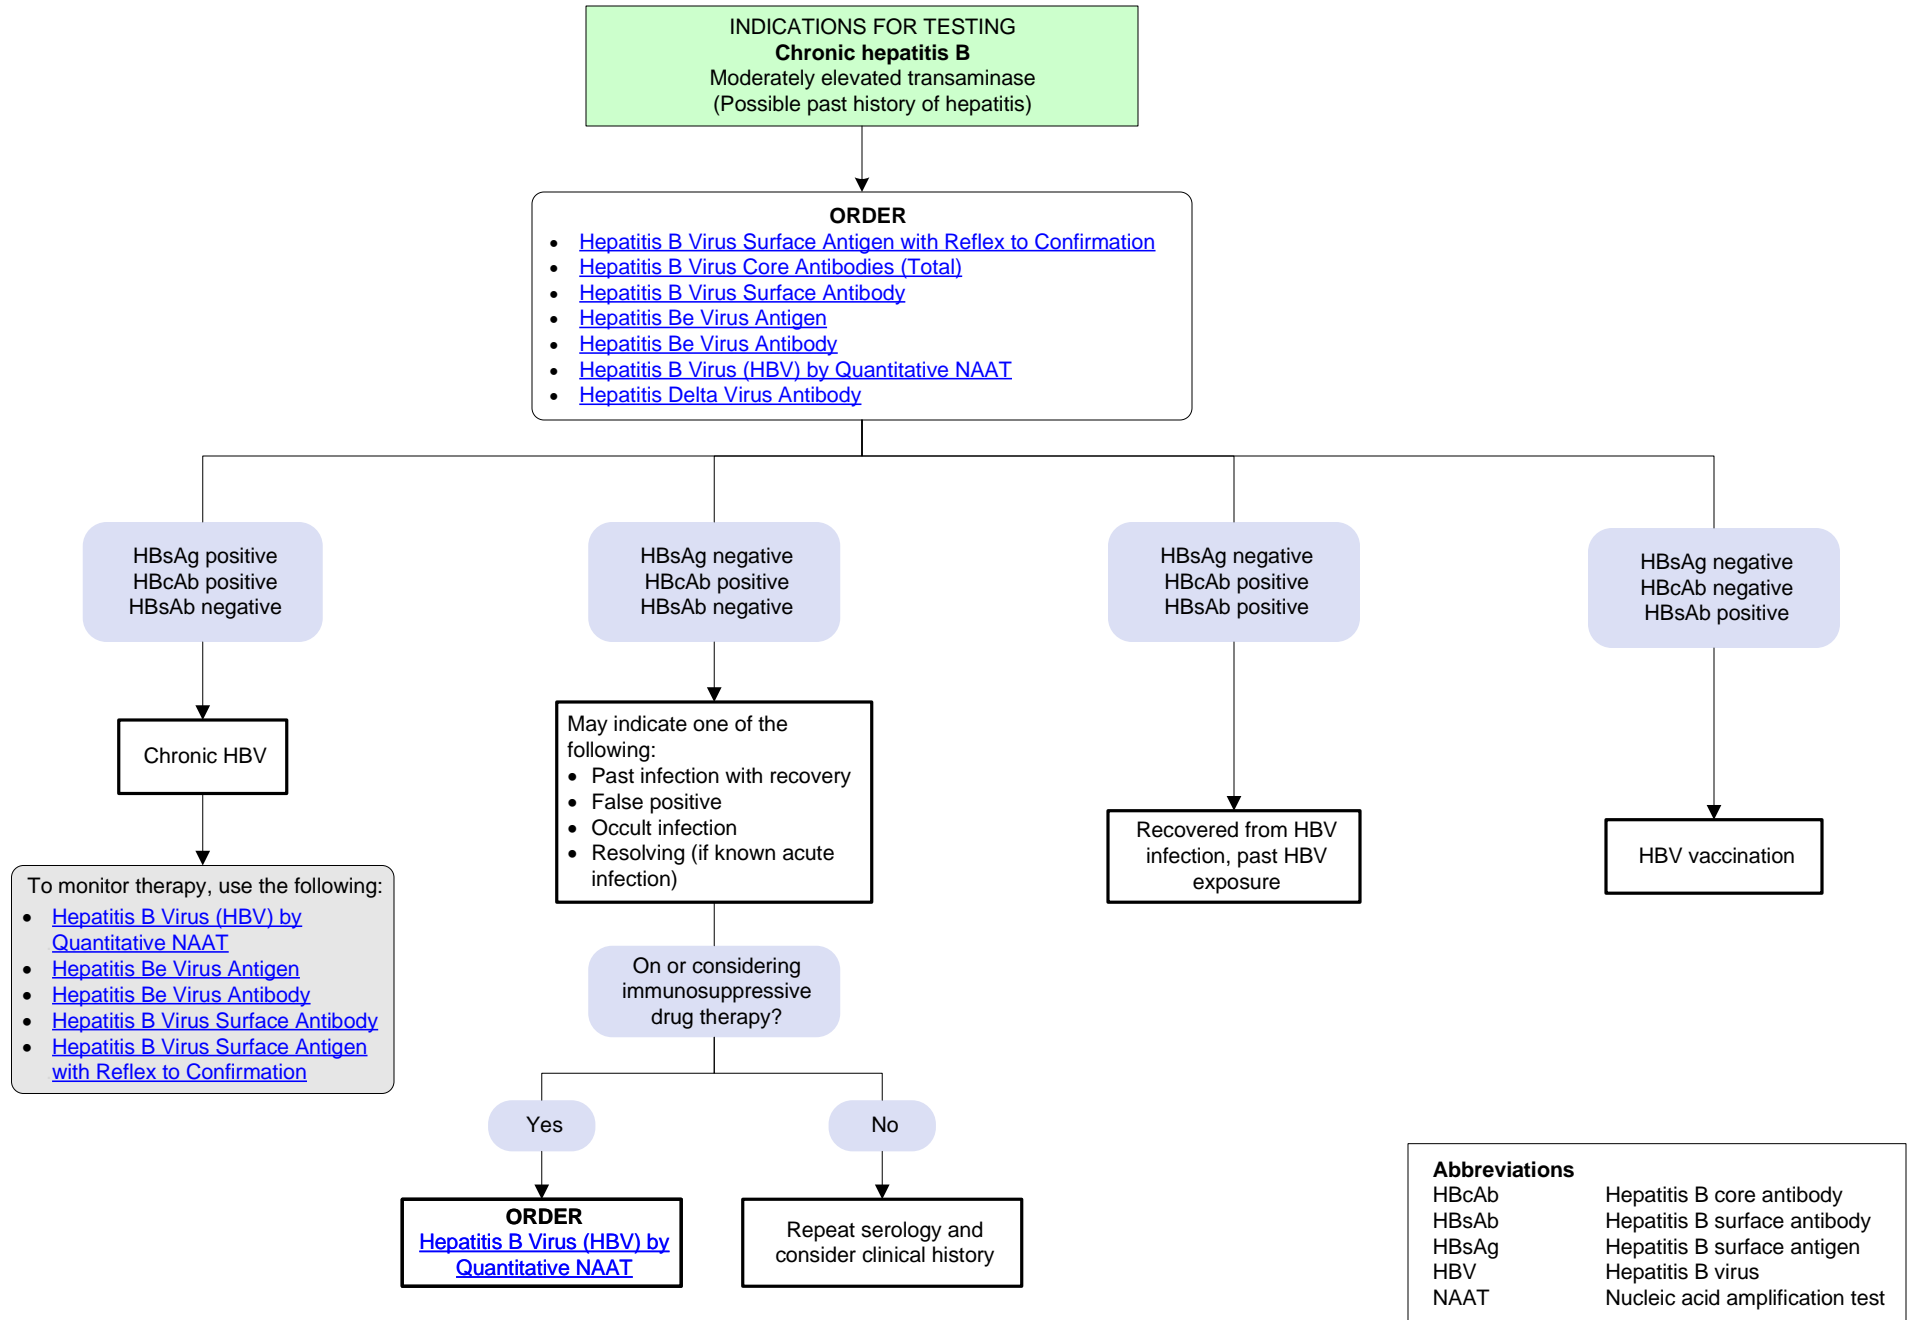 INDICATIONS FOR TESTING
Chronic hepatitis B
Moderately elevated transaminase
(Possible past history of hepatitis)
ORDER
• Hepatitis B Virus Surface Antigen with Reflex to Confirmation
• Hepatitis B Virus Core Antibodies (Total)
• Hepatitis B Virus Surface Antibody
• Hepatitis Be Virus Antigen
• Hepatitis Be Virus Antibody
• Hepatitis B Virus (HBV) by Quantitative NAAT
• Hepatitis Delta Virus Antibody
HBsAg positive
HBcAb positive
HBsAb negative
HBsAg negative
HBcAb positive
HBsAb negative
HBsAg negative
HBcAb positive
HBsAb positive
HBsAg negative
HBcAb negative
HBsAb positive
Chronic HBV
May indicate one of the
following:
• Past infection with recovery
• False positive
• Occult infection
• Resolving (if known acute
infection)
Recovered from HBV
infection, past HBV
exposure
HBV vaccination
To monitor therapy, use the following:
• Hepatitis B Virus (HBV) by
Quantitative NAAT
• Hepatitis Be Virus Antigen
• Hepatitis Be Virus Antibody
• Hepatitis B Virus Surface Antibody
• Hepatitis B Virus Surface Antigen
with Reflex to Confirmation
On or considering
immunosuppressive
drug therapy?
Yes
No
ORDER
Hepatitis B Virus (HBV) by
Quantitative NAAT
Repeat serology and
consider clinical history
Abbreviations
HBcAb Hepatitis B core antibody
HBsAb Hepatitis B surface antibody
HBsAg Hepatitis B surface antigen
HBV Hepatitis B virus
NAAT Nucleic acid amplification test